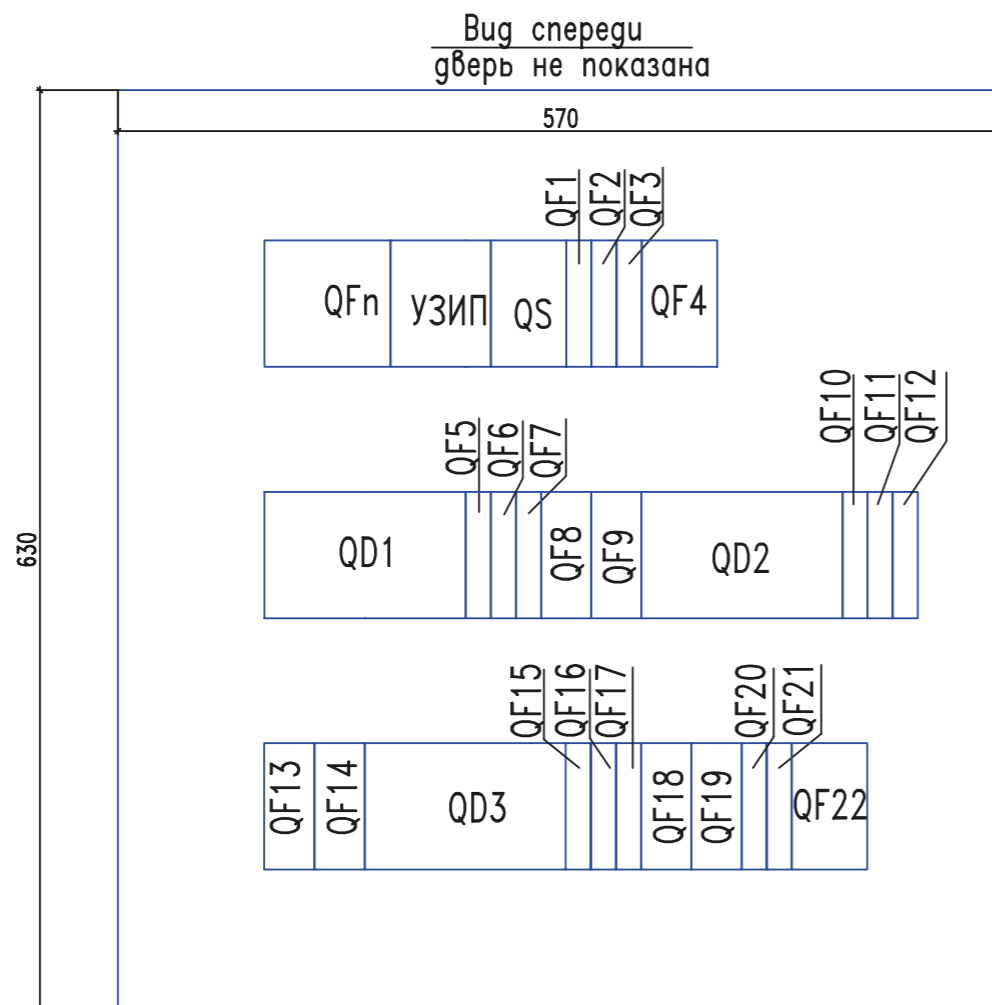 Вид спереди
дверь не показана
570
630
QF1
QF2
QF3
QFn
УЗИП
QS
QF4
QF5
QF6
QF7
QF10
QF11
QF12
QD1
QF8
QF9
QD2
QF15
QF16
QF17
QF20
QF21
QF13
QF14
QD3
QF18
QF19
QF22